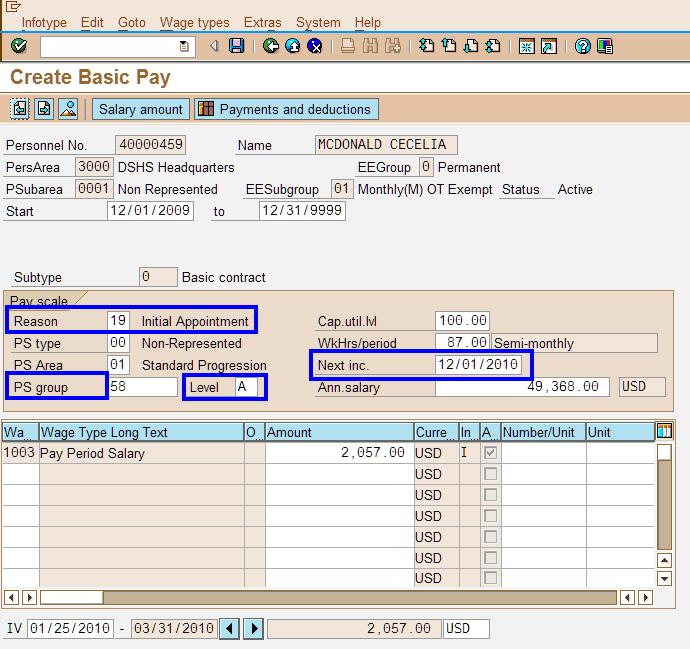 Infotype Edit Goto Wage types Extras System Help
Create Basic Pay
Salary amount Payments and deductions
Personnel No. 40000459 Name MCDONALD CECELIA
PersArea 3000 DSHS Headquarters EEGroup 0 Permanent
PSubarea 0001 Non Represented EESubgroup 01 Monthly(M) OT Exempt Status Active
Start 12/01/2009 to 12/31/9999
Subtype 0 Basic contract
Pay scale
Reason 19 Initial Appointment Cap.util.lvl 100.00
PS type 00 Non-Represented WkHrs/period 87.00 Semi-monthly
PS Area 01 Standard Progression Next inc. 12/01/2010
PS group 58 Level A Ann.salary 49,368.00 USD
Wa... Wage Type Long Text O... Amount Curre... In... A... Number/Unit Unit
1003 Pay Period Salary 2,057.00 USD I
USD
USD
USD
USD
USD
USD
IV 01/25/2010 - 03/31/2010 2,057.00 USD